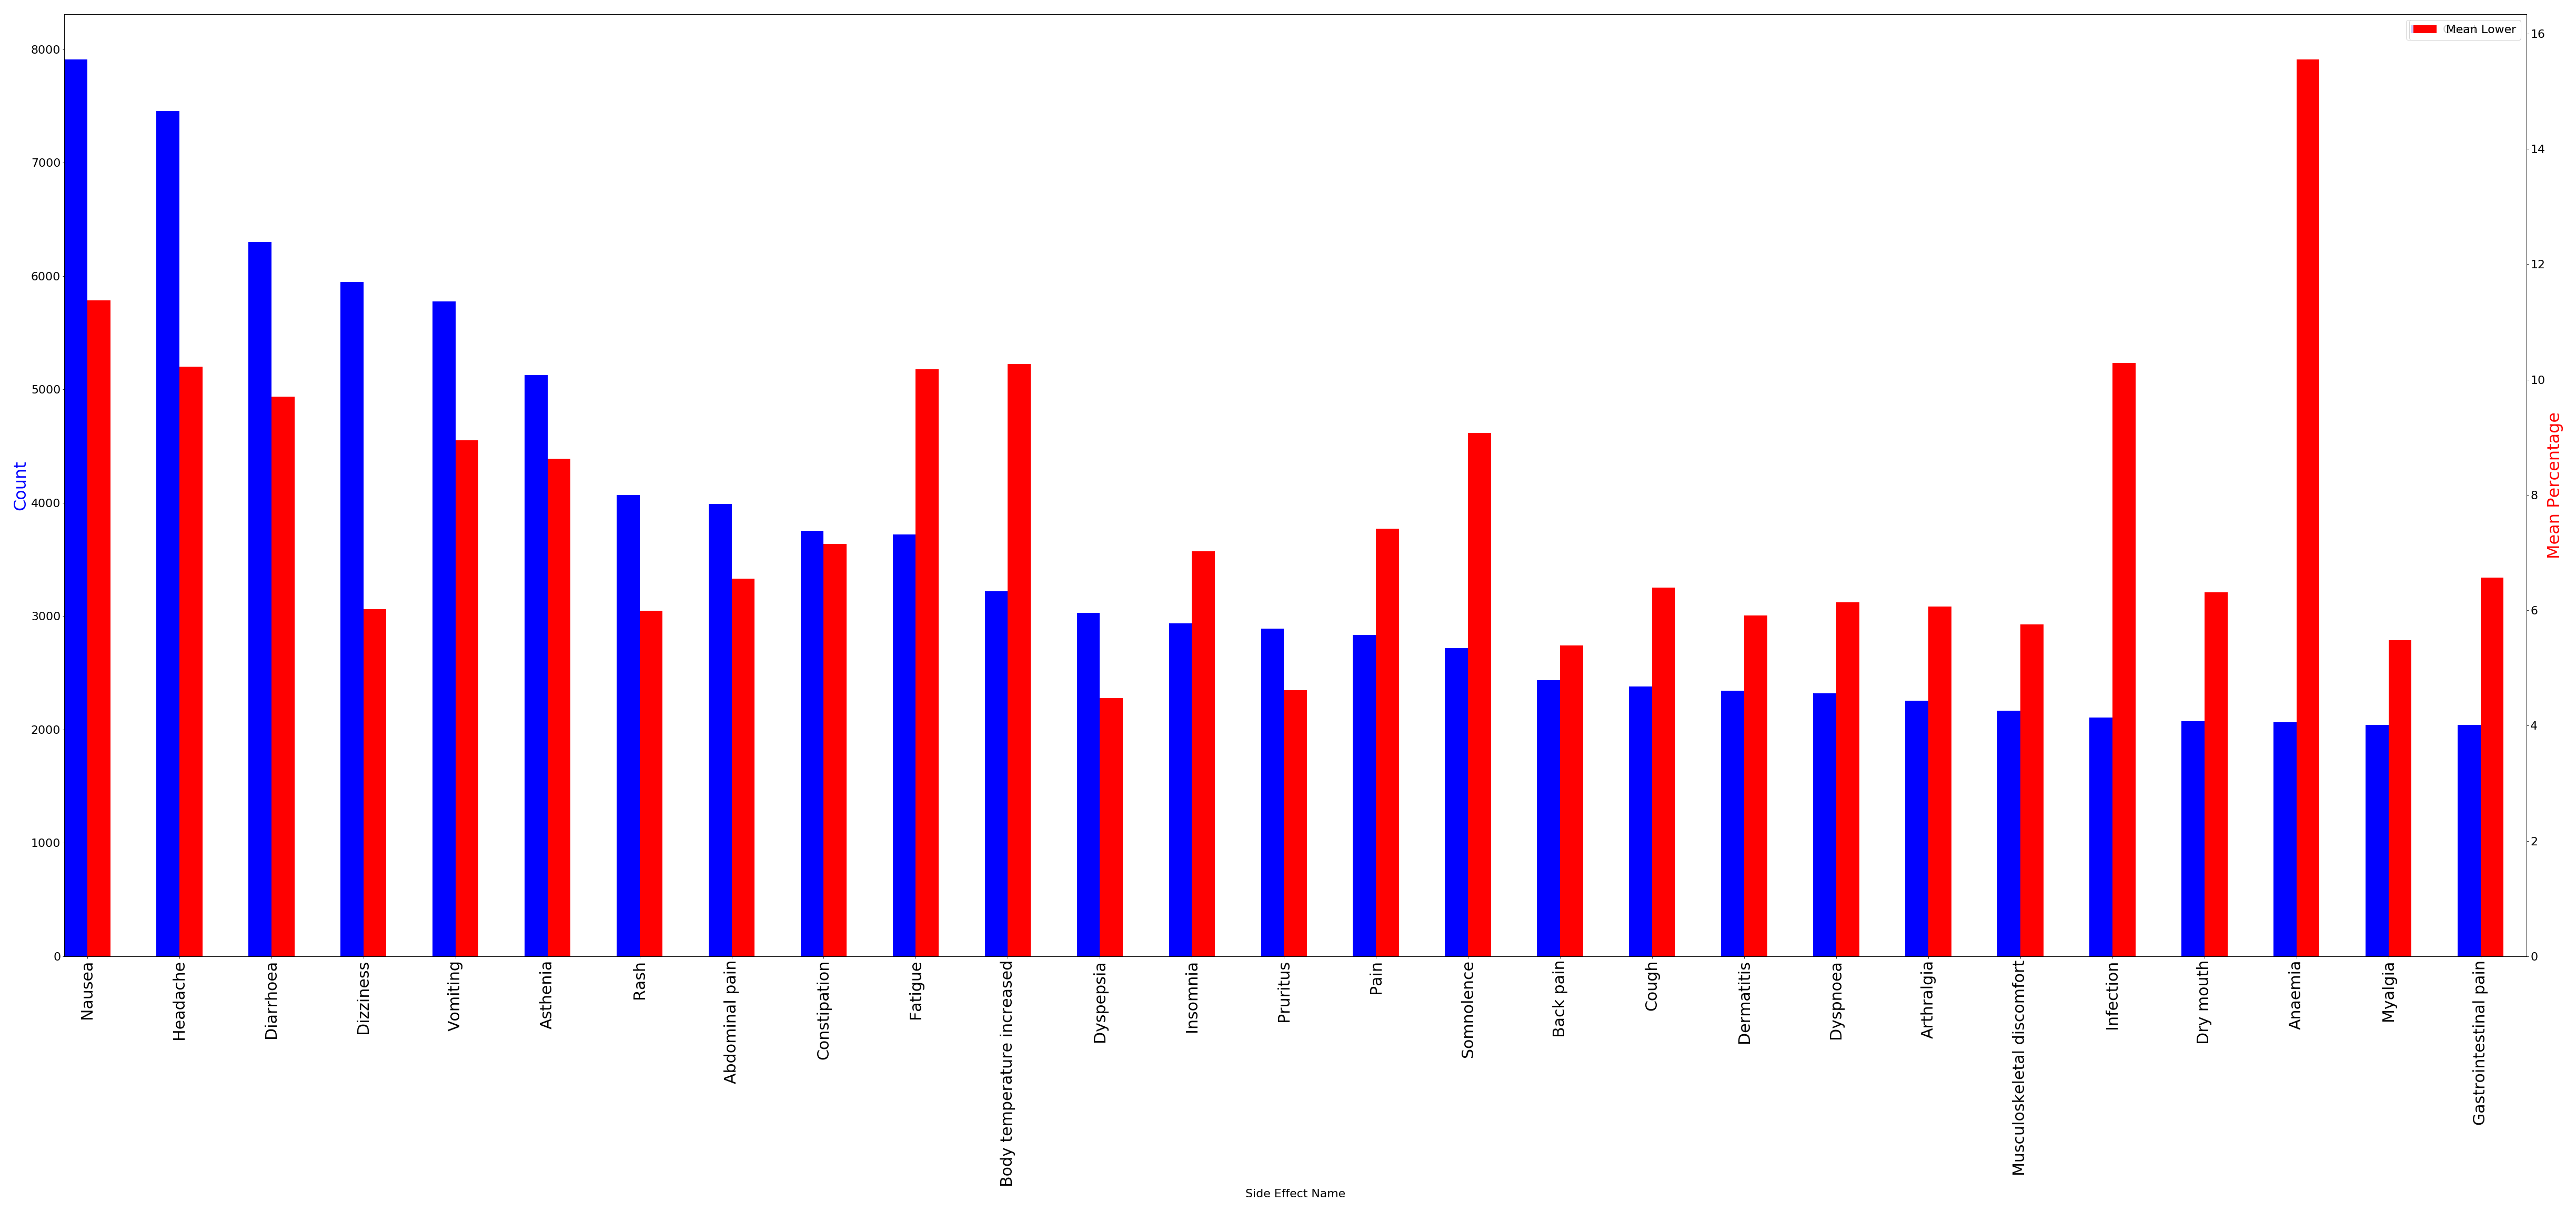 Mean Lower
8000
7000
6000
5000
4000
3000
2000
1000
0
Count
16
14
12
10
8
6
4
2
0
Mean Percentage
Nausea
Headache
Diarrhoea
Dizziness
Vomiting
Asthenia
Rash
Abdominal pain
Constipation
Fatigue
Body temperature increased
Dyspepsia
Insomnia
Pruritus
Pain
Somnolence
Back pain
Cough
Dermatitis
Dyspnoea
Arthralgia
Musculoskeletal discomfort
Infection
Dry mouth
Anaemia
Myalgia
Gastrointestinal pain
Side Effect Name